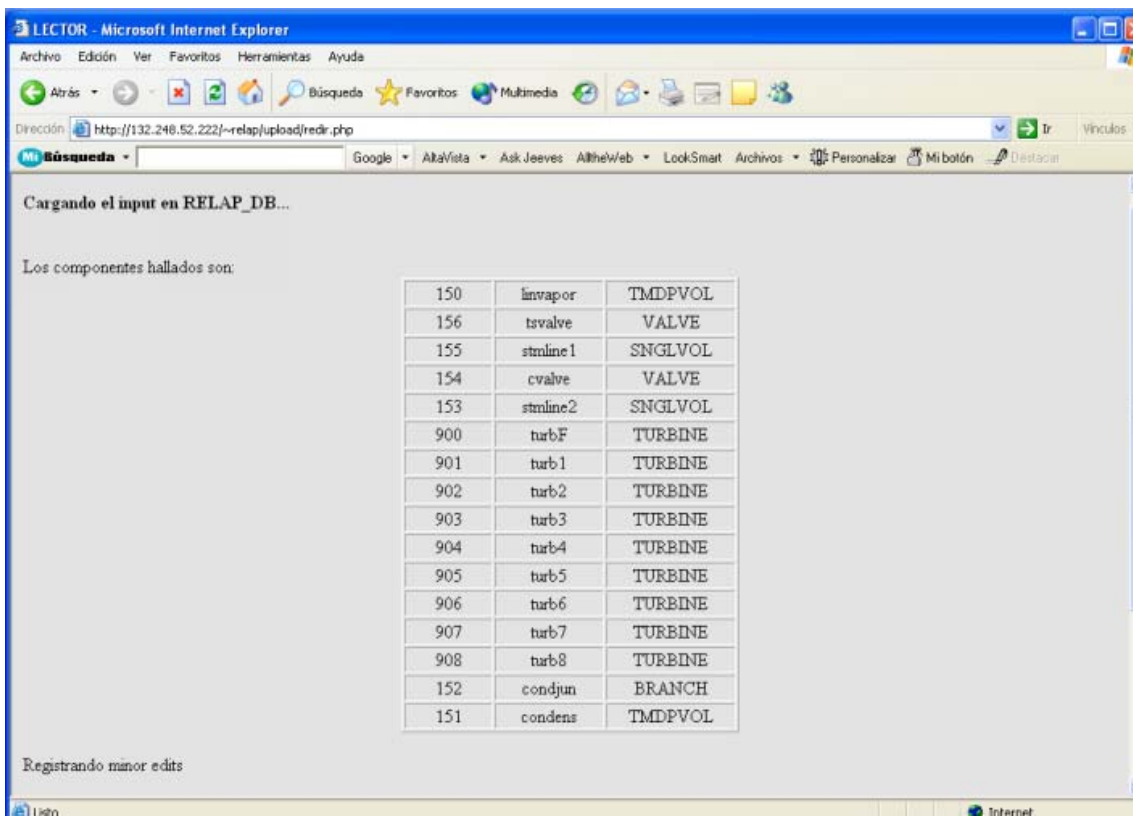 LECTOR - Microsoft Internet Explorer
Archivo Edición Ver Favoritos Herramientas Ayuda
Atrás Búsqueda Favoritos Multimedia
Dirección http://132.248.52.222/~relap/upload/redir.php Ir Vínculos
Mi Búsqueda Google AltaVista Ask Jeeves AlltheWeb LookSmart Archivos Personalizar Mi botón Destacar
Cargando el input en RELAP_DB...
Los componentes hallados son:
150 linvapor TMDPVOL
156 tsvalve VALVE
155 stmline1 SNGLVOL
154 cvalve VALVE
153 stmline2 SNGLVOL
900 turbF TURBINE
901 turb1 TURBINE
902 turb2 TURBINE
903 turb3 TURBINE
904 turb4 TURBINE
905 turb5 TURBINE
906 turb6 TURBINE
907 turb7 TURBINE
908 turb8 TURBINE
152 condjun BRANCH
151 condens TMDPVOL
Registrando minor edits
Listo Internet